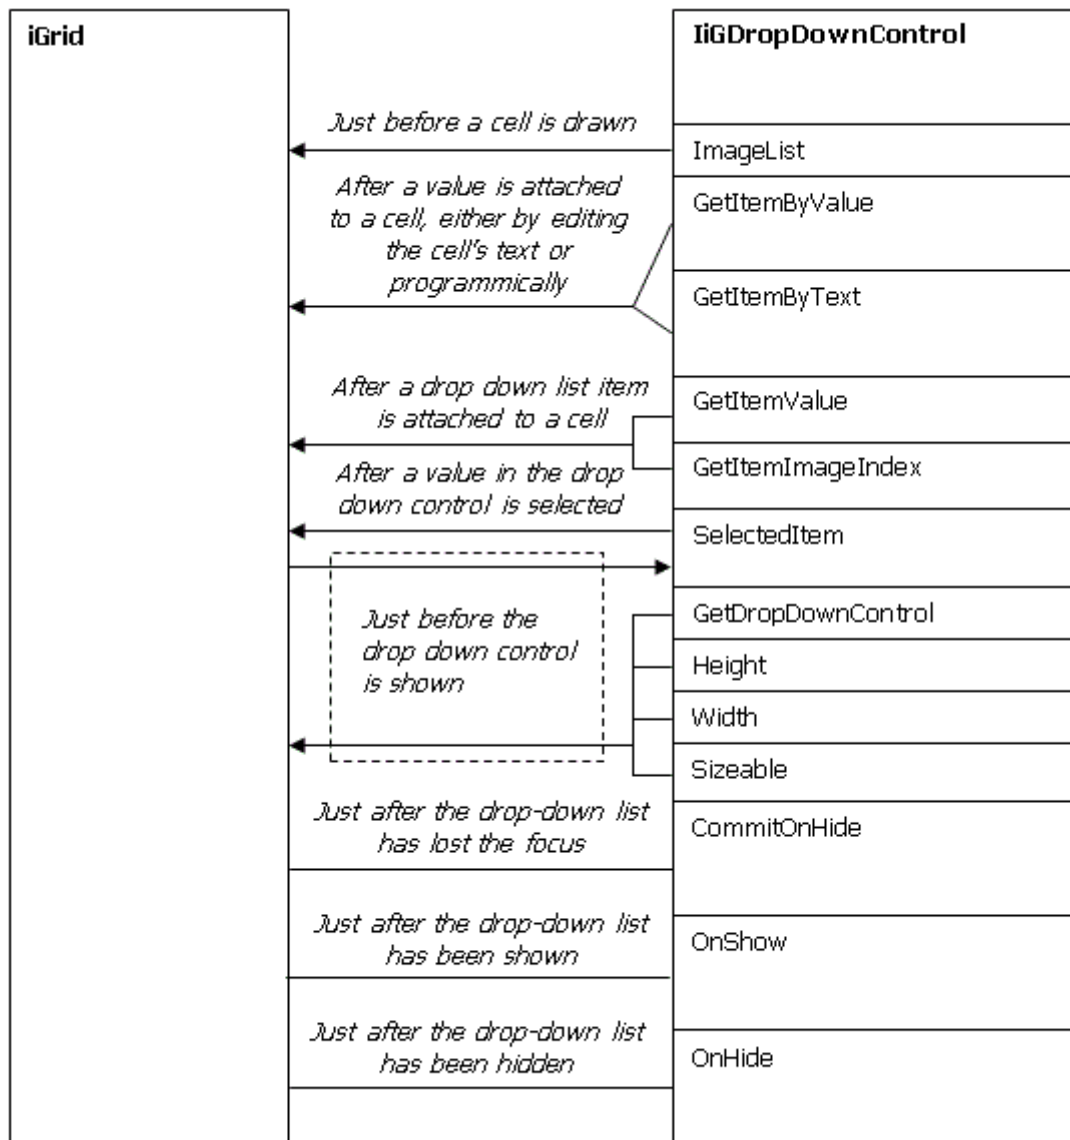 iGrid
IiGDropDownControl
Just before a cell is drawn
ImageList
After a value is attached
to a cell, either by editing
the cell's text or
programmically
GetItemByValue
GetItemByText
After a drop down list item
is attached to a cell
GetItemValue
GetItemImageIndex
After a value in the drop
down control is selected
SelectedItem
Just before the
drop down control
is shown
GetDropDownControl
Height
Width
Sizeable
Just after the drop-down list
has lost the focus
CommitOnHide
Just after the drop-down list
has been shown
OnShow
Just after the drop-down list
has been hidden
OnHide